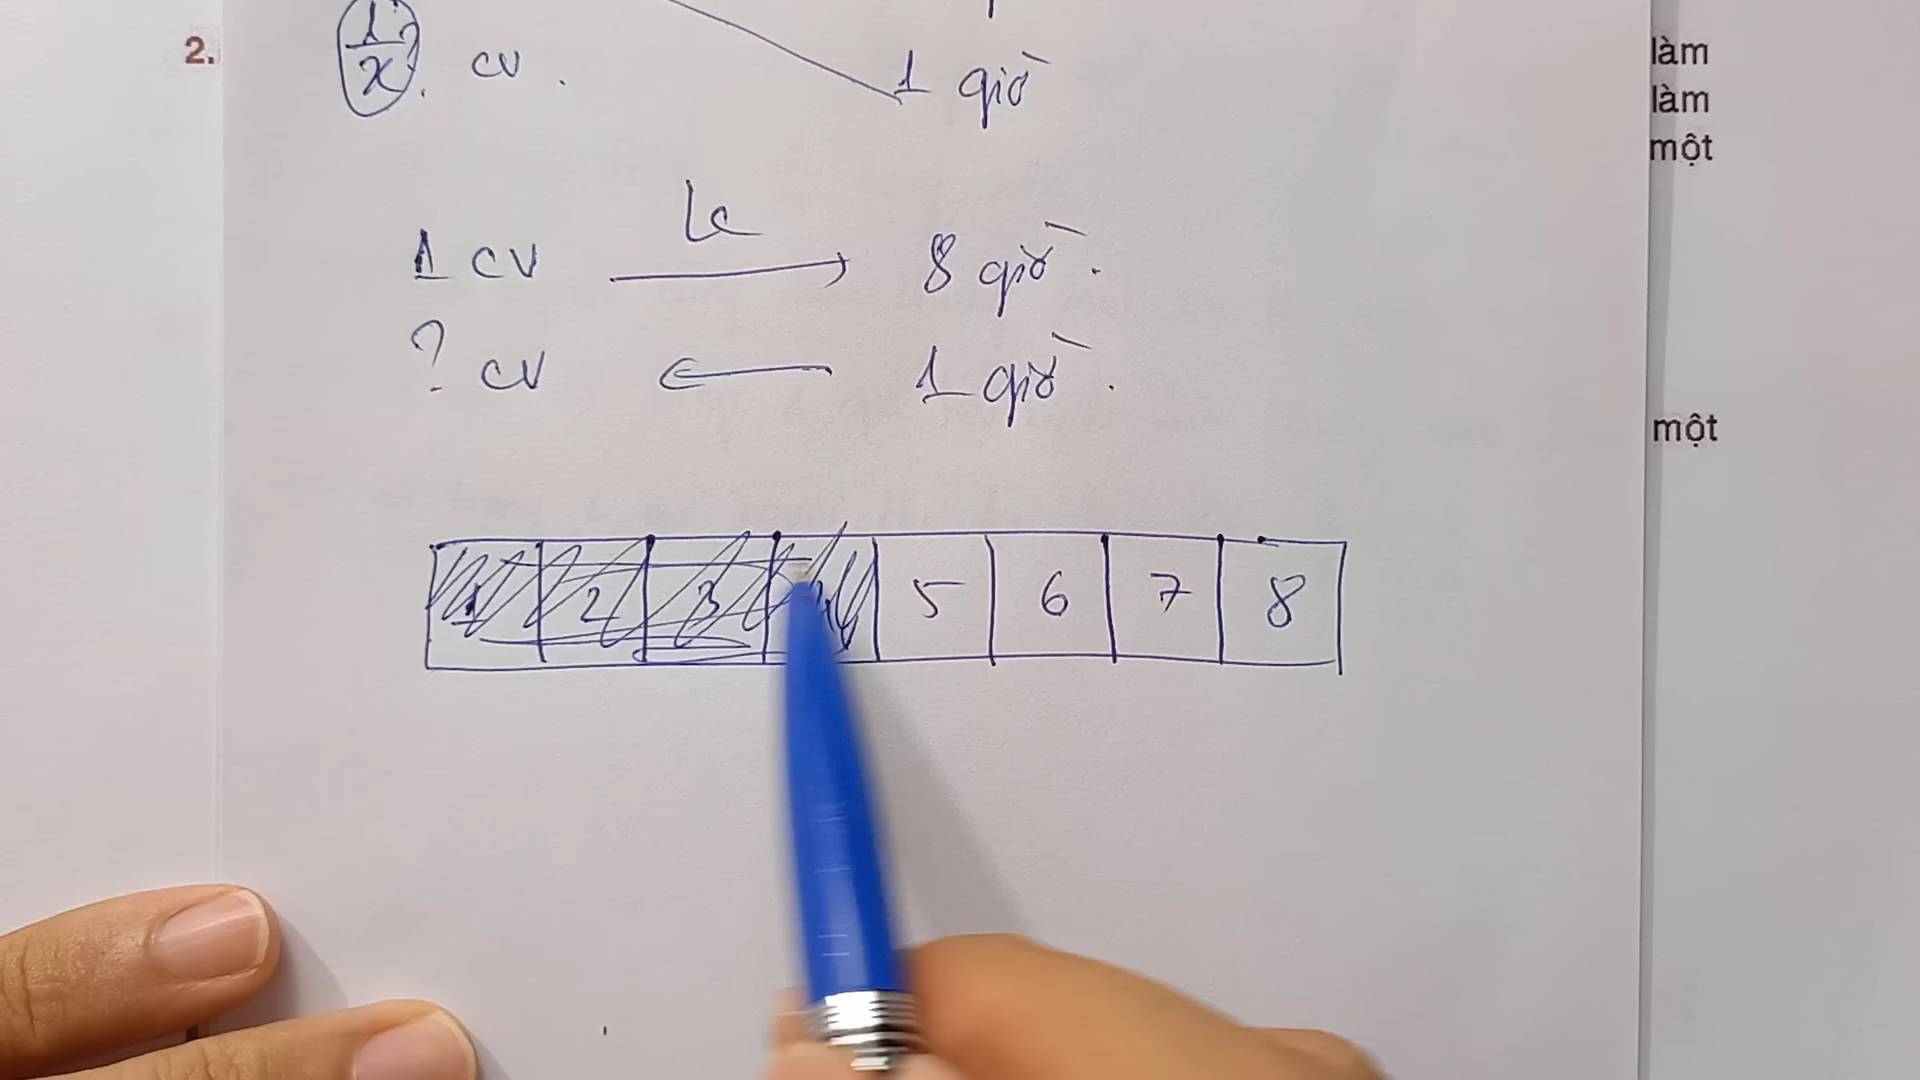 2.
1/x ? cv. 1 giờ
làm
làm
một
1 cv → 8 giờ.
? cv ← 1 giờ.
một
1 2 3 4 5 6 7 8